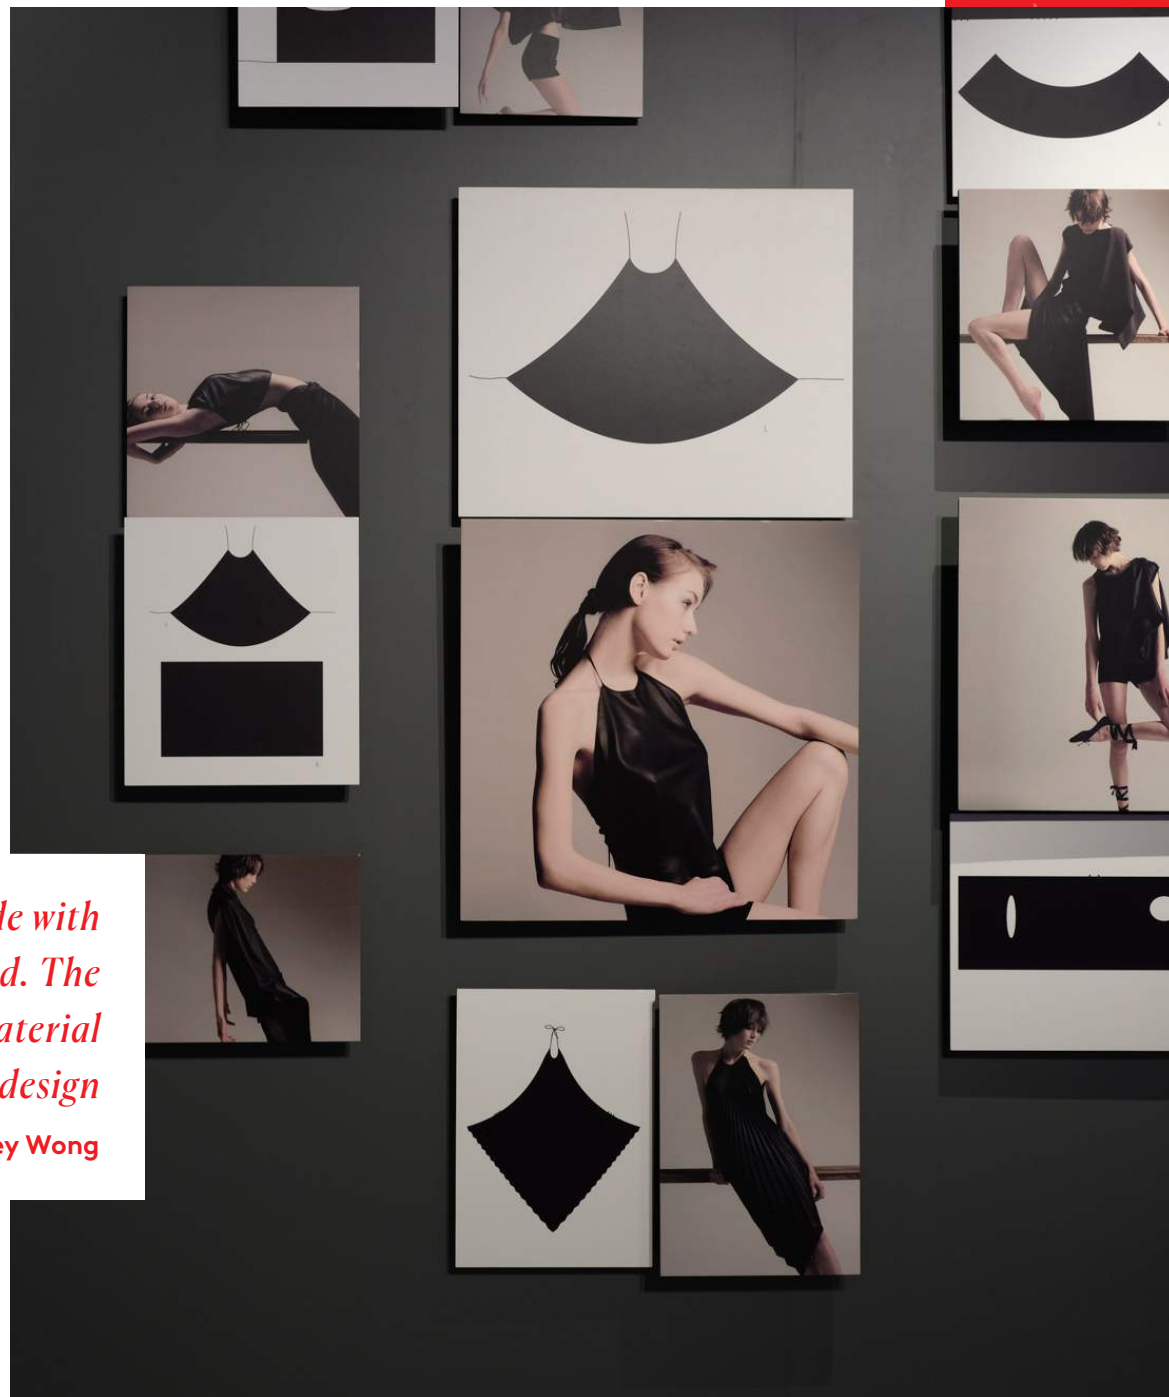 le with
d. The
aterial
design
ey Wong